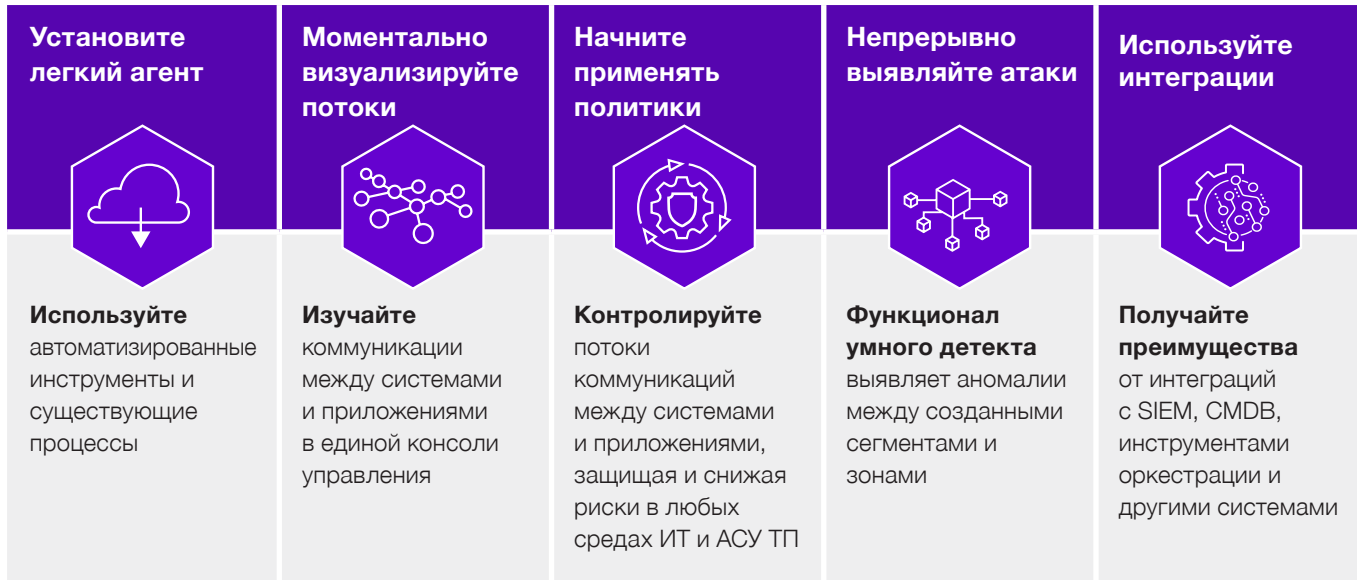 Установите
легкий агент
Используйте
автоматизированные
инструменты и
существующие
процессы
Моментально
визуализируйте
потоки
Изучайте
коммуникации
между системами
и приложениями
в единой консоли
управления
Начните
применять
политики
Контролируйте
потоки
коммуникаций
между системами
и приложениями,
защищая и снижая
риски в любых
средах ИТ и АСУ ТП
Непрерывно
выявляйте атаки
Функционал
умного детекта
выявляет аномалии
между созданными
сегментами и
зонами
Используйте
интеграции
Получайте
преимущества
от интеграций
с SIEM, CMDB,
инструментами
оркестрации и
другими системами